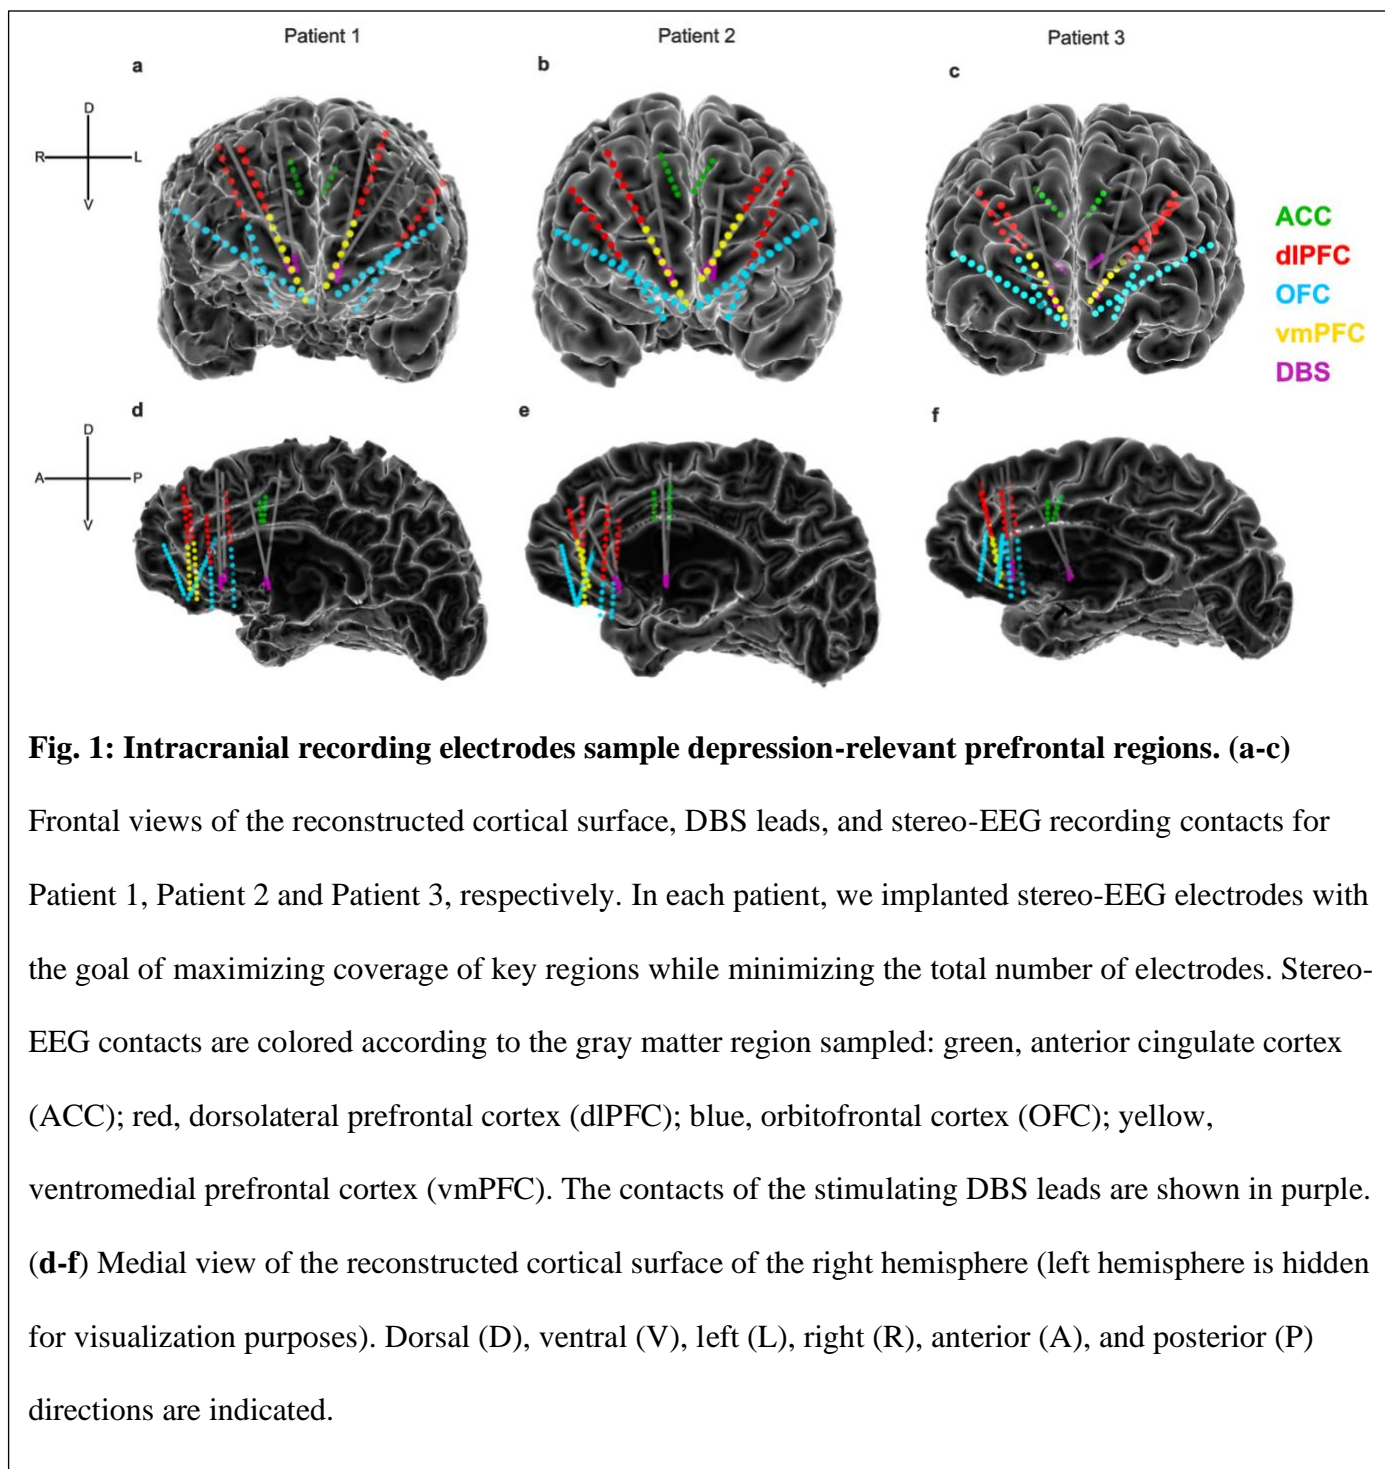 Patient 1
Patient 2
Patient 3
a
b
c
D
R
L
V
ACC
dlPFC
OFC
vmPFC
DBS
d
e
f
D
A
P
V
Fig. 1: Intracranial recording electrodes sample depression-relevant prefrontal regions. (a-c)
Frontal views of the reconstructed cortical surface, DBS leads, and stereo-EEG recording contacts for
Patient 1, Patient 2 and Patient 3, respectively. In each patient, we implanted stereo-EEG electrodes with
the goal of maximizing coverage of key regions while minimizing the total number of electrodes. Stereo-
EEG contacts are colored according to the gray matter region sampled: green, anterior cingulate cortex
(ACC); red, dorsolateral prefrontal cortex (dlPFC); blue, orbitofrontal cortex (OFC); yellow,
ventromedial prefrontal cortex (vmPFC). The contacts of the stimulating DBS leads are shown in purple.
(d-f) Medial view of the reconstructed cortical surface of the right hemisphere (left hemisphere is hidden
for visualization purposes). Dorsal (D), ventral (V), left (L), right (R), anterior (A), and posterior (P)
directions are indicated.